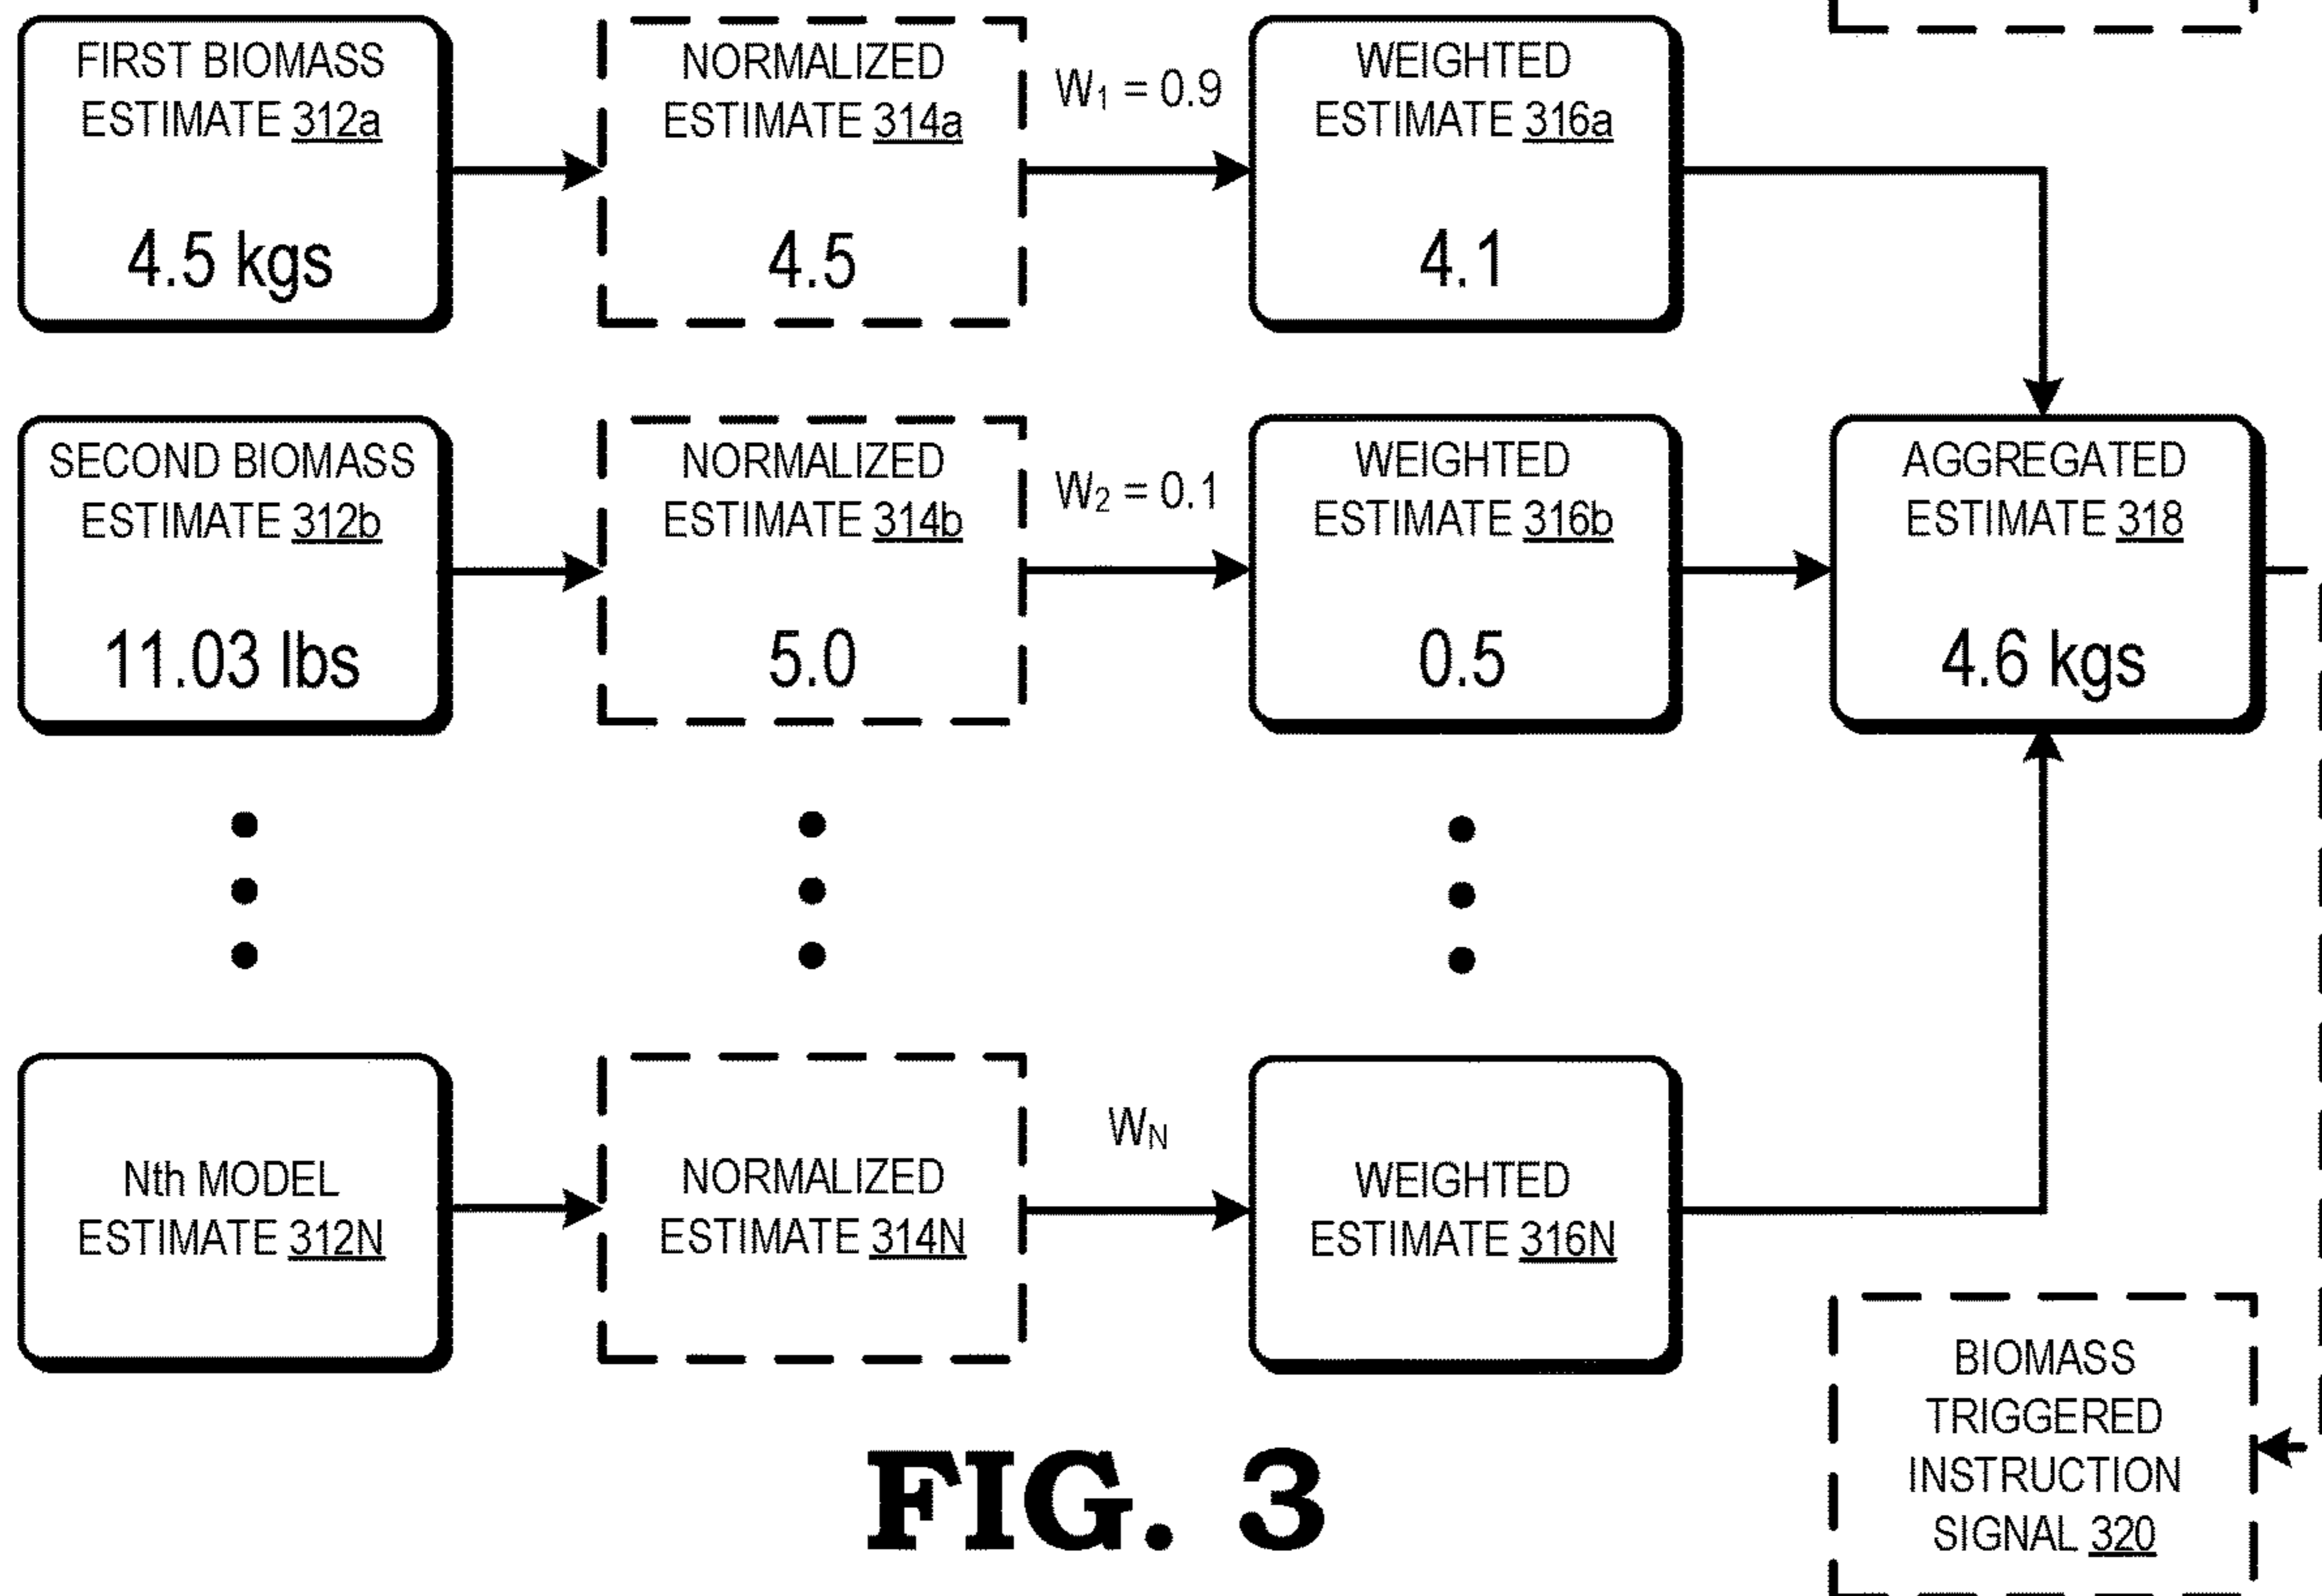 FIRST BIOMASS
ESTIMATE 312a
4.5 kgs
NORMALIZED
ESTIMATE 314a
4.5
W₁ = 0.9
WEIGHTED
ESTIMATE 316a
4.1
SECOND BIOMASS
ESTIMATE 312b
11.03 lbs
NORMALIZED
ESTIMATE 314b
5.0
W₂ = 0.1
WEIGHTED
ESTIMATE 316b
0.5
AGGREGATED
ESTIMATE 318
4.6 kgs
Nth MODEL
ESTIMATE 312N
NORMALIZED
ESTIMATE 314N
W_N
WEIGHTED
ESTIMATE 316N
BIOMASS
TRIGGERED
INSTRUCTION
SIGNAL 320
FIG. 3